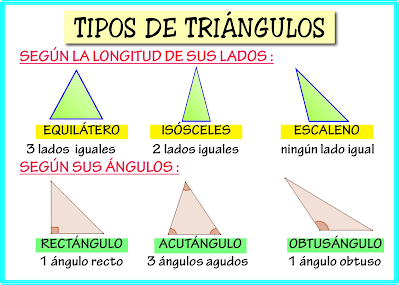 TIPOS DE TRIÁNGULOS
SEGÚN LA LONGITUD DE SUS LADOS :
EQUILÁTERO ISÓSCELES ESCALENO
3 lados iguales 2 lados iguales ningún lado igual
SEGÚN SUS ÁNGULOS :
RECTÁNGULO ACUTÁNGULO OBTUSÁNGULO
1 ángulo recto 3 ángulos agudos 1 ángulo obtuso